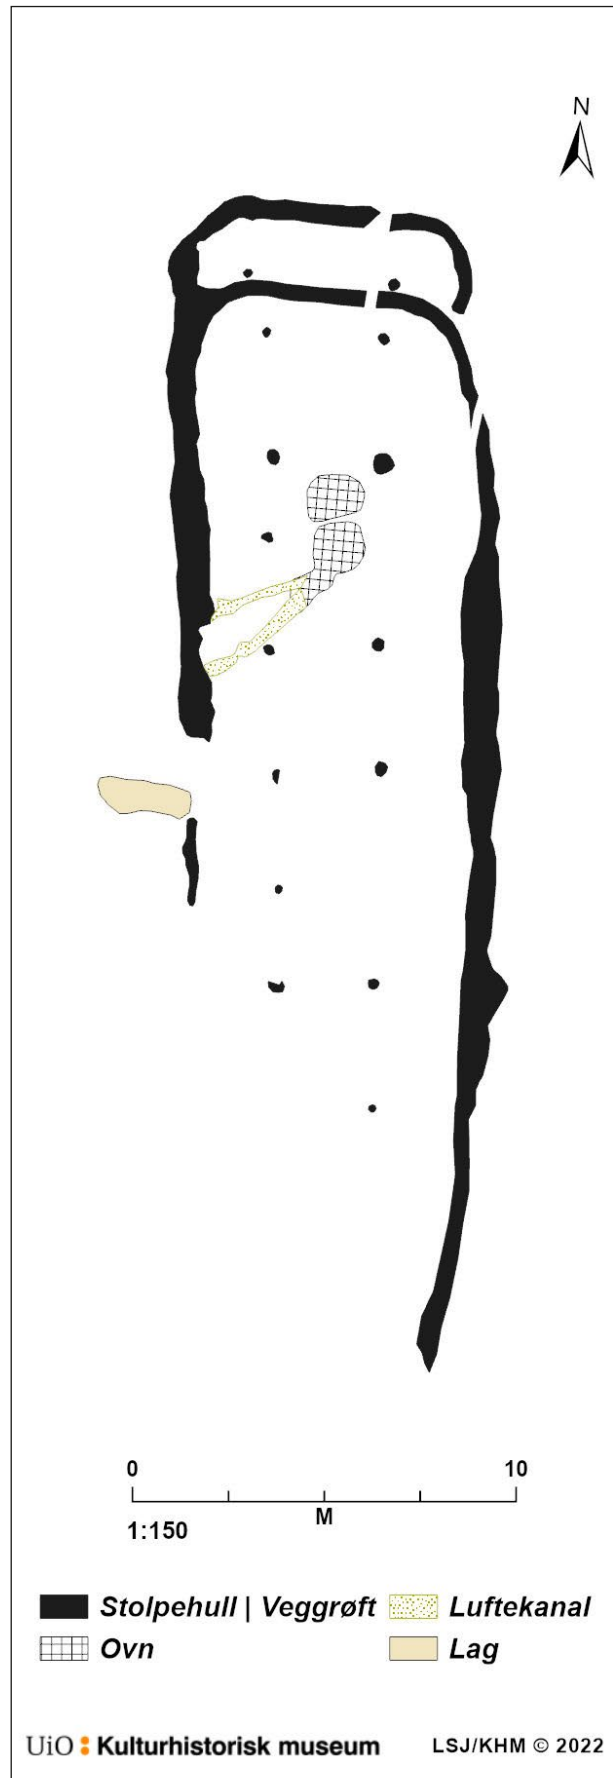 N
0 10
M
1:150
Stolpehull | Veggrøft Luftekanal
Ovn Lag
UiO : Kulturhistorisk museum LSJ/KHM © 2022